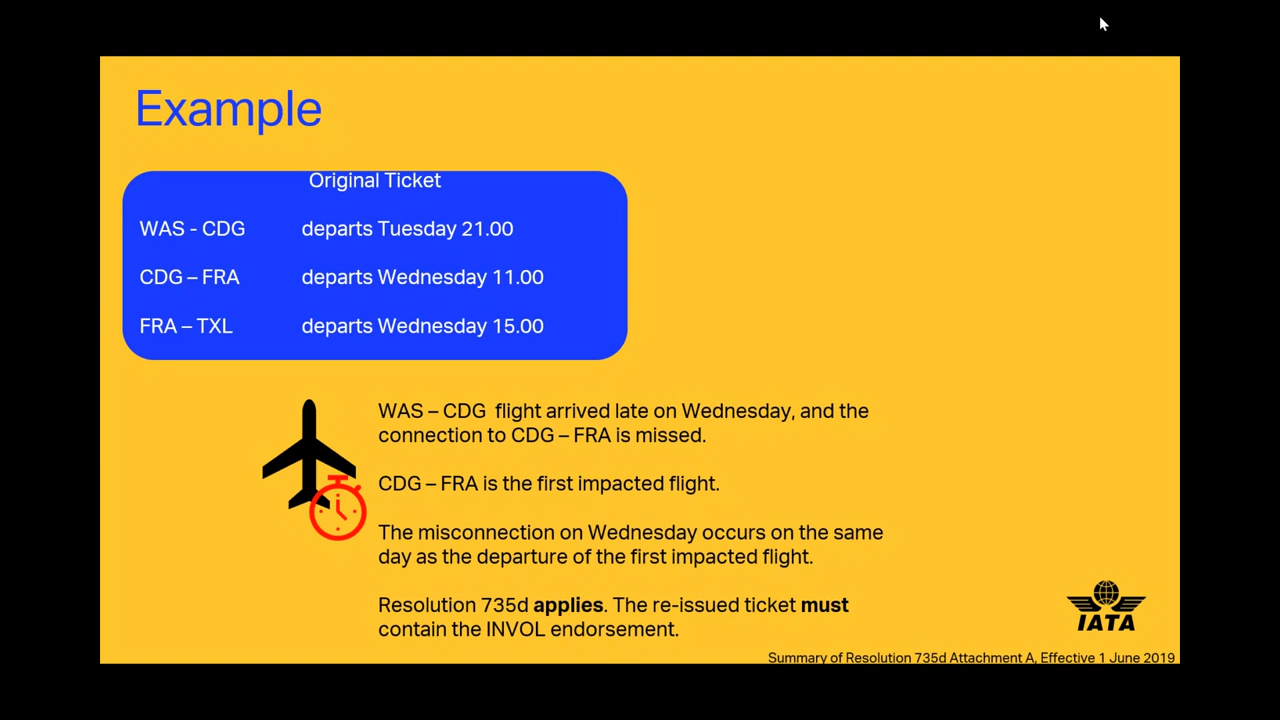 Example
Original Ticket
WAS - CDG departs Tuesday 21.00
CDG – FRA departs Wednesday 11.00
FRA – TXL departs Wednesday 15.00
WAS – CDG  flight arrived late on Wednesday, and the
connection to CDG – FRA is missed.
CDG – FRA is the first impacted flight.
The misconnection on Wednesday occurs on the same
day as the departure of the first impacted flight.
Resolution 735d applies. The re-issued ticket must
contain the INVOL endorsement.
IATA
Summary of Resolution 735d Attachment A, Effective 1 June 2019